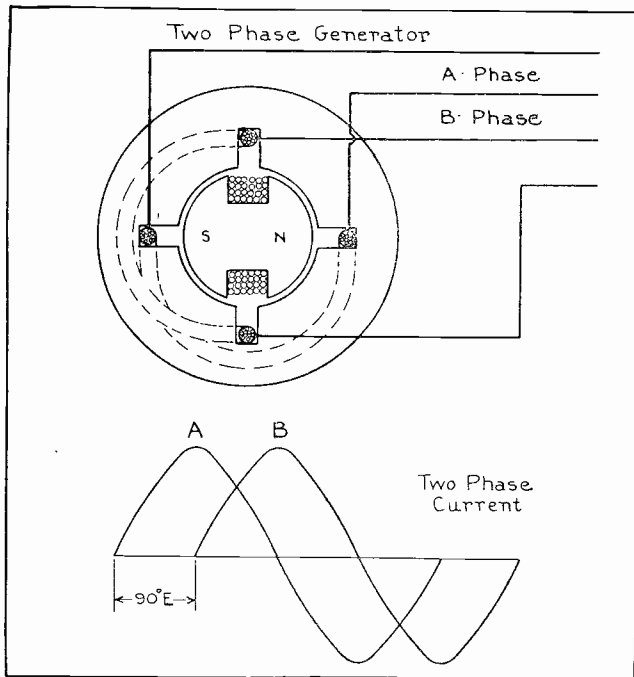 Two Phase Generator
A· Phase
B· Phase
S N
A B
Two Phase
Current
90°E